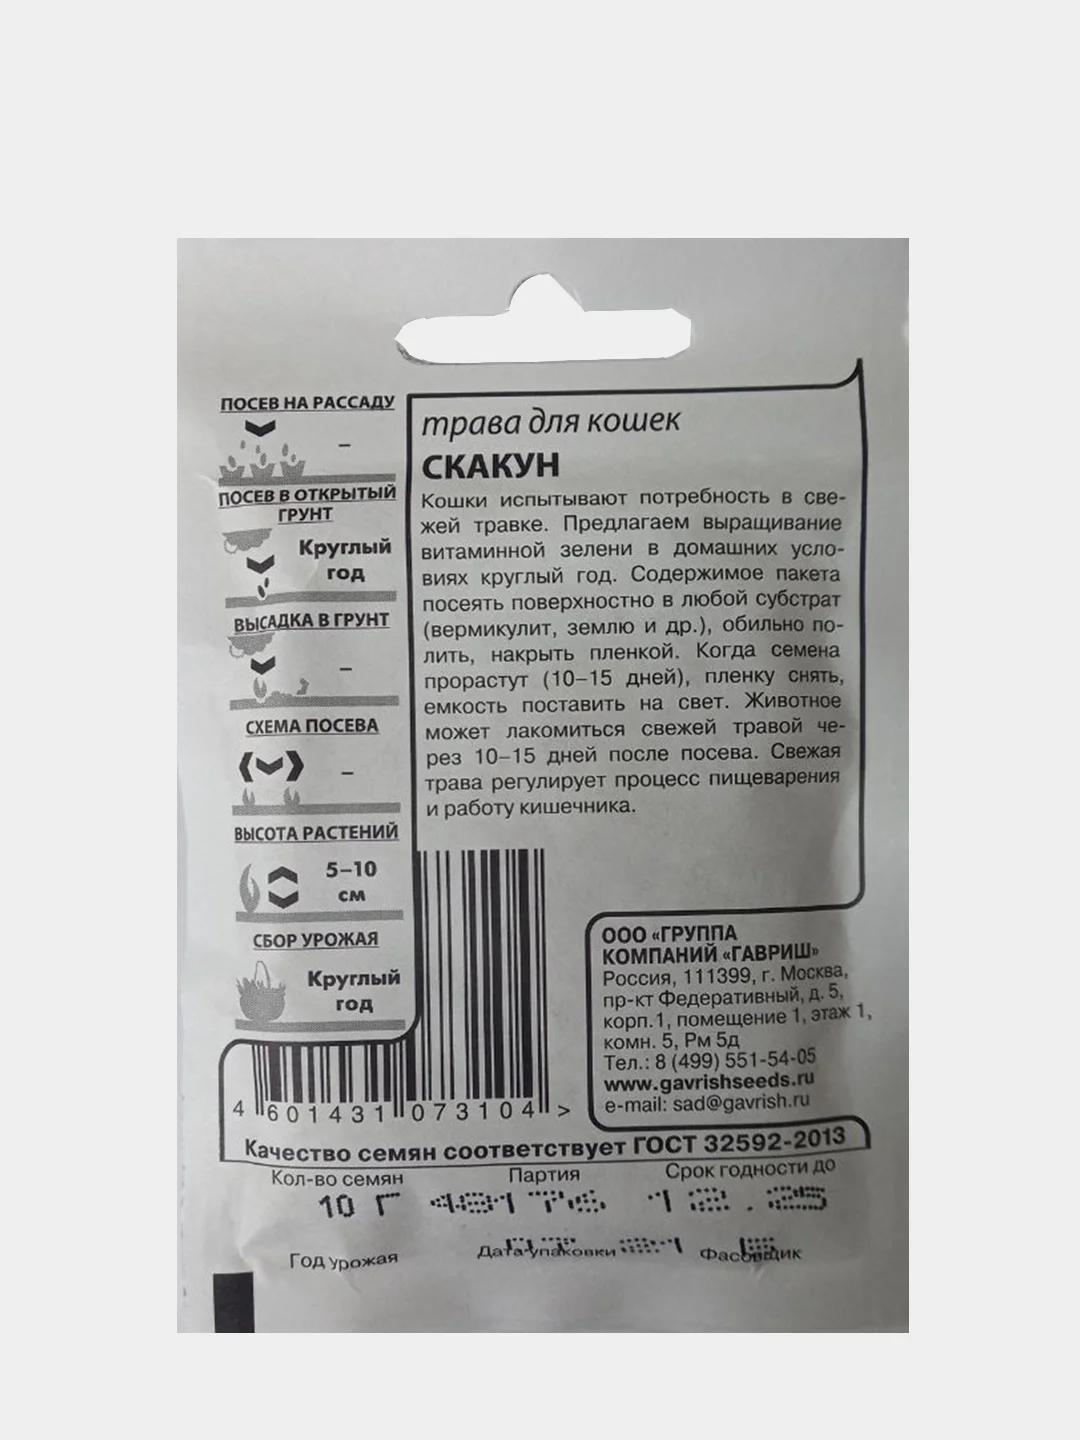 ПОСЕВ НА РАССАДУ
–
ПОСЕВ В ОТКРЫТЫЙ
ГРУНТ
Круглый
год
ВЫСАДКА В ГРУНТ
–
СХЕМА ПОСЕВА
–
ВЫСОТА РАСТЕНИЙ
5–10
см
СБОР УРОЖАЯ
Круглый
год
трава для кошек
СКАКУН
Кошки испытывают потребность в све-
жей травке. Предлагаем выращивание
витаминной зелени в домашних усло-
виях круглый год. Содержимое пакета
посеять поверхностно в любой субстрат
(вермикулит, землю и др.), обильно по-
лить, накрыть пленкой. Когда семена
прорастут (10–15 дней), пленку снять,
емкость поставить на свет. Животное
может лакомиться свежей травой че-
рез 10–15 дней после посева. Свежая
трава регулирует процесс пищеварения
и работу кишечника.
ООО «ГРУППА
КОМПАНИЙ «ГАВРИШ»
Россия, 111399, г. Москва,
пр-кт Федеративный, д. 5,
корп.1, помещение 1, этаж 1,
комн. 5, Рм 5д
Тел.: 8 (499) 551-54-05
www.gavrishseeds.ru
e-mail: sad@gavrish.ru
4 601431 073104 >
Качество семян соответствует ГОСТ 32592-2013
Кол-во семян Партия Срок годности до
10 Г 12.25
Год урожая Дата упаковки Фасовщик